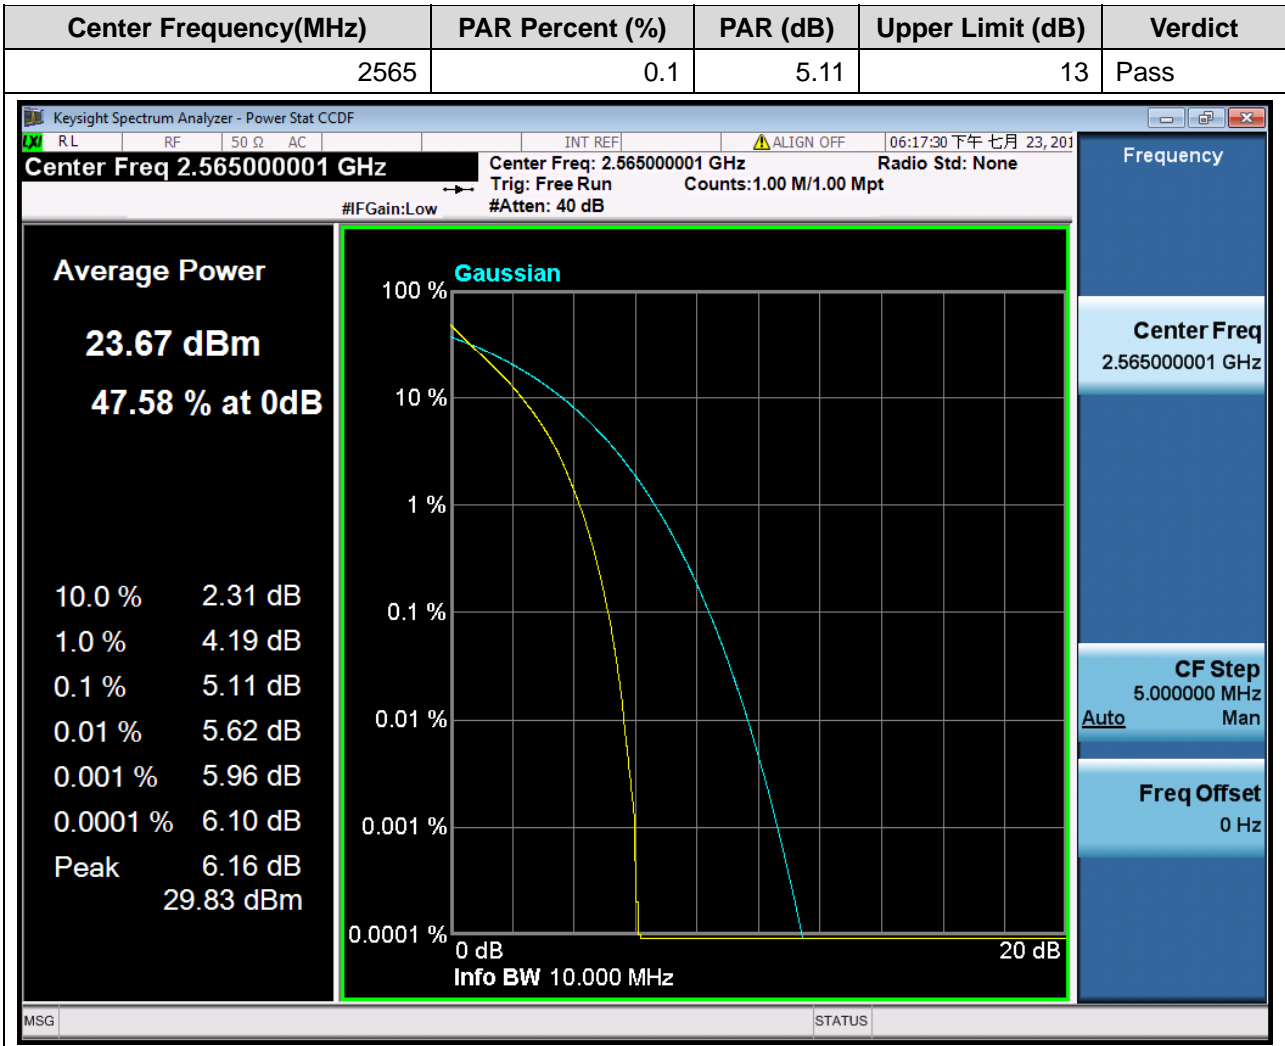 Center Frequency(MHz) PAR Percent (%) PAR (dB) Upper Limit (dB) Verdict
2565 0.1 5.11 13 Pass
Keysight Spectrum Analyzer - Power Stat CCDF
LXI RL RF 50 Ω AC INT REF ALIGN OFF 06:17:30 下午 七月 23, 201
Center Freq 2.565000001 GHz
Center Freq: 2.565000001 GHz Radio Std: None
Trig: Free Run Counts:1.00 M/1.00 Mpt
#IFGain:Low #Atten: 40 dB
Average Power
23.67 dBm
47.58 % at 0dB
10.0 % 2.31 dB
1.0 % 4.19 dB
0.1 % 5.11 dB
0.01 % 5.62 dB
0.001 % 5.96 dB
0.0001 % 6.10 dB
Peak 6.16 dB
29.83 dBm
Gaussian
100 %
10 %
1 %
0.1 %
0.01 %
0.001 %
0.0001 %
0 dB 20 dB
Info BW 10.000 MHz
Frequency
Center Freq
2.565000001 GHz
CF Step
5.000000 MHz
Auto Man
Freq Offset
0 Hz
MSG STATUS